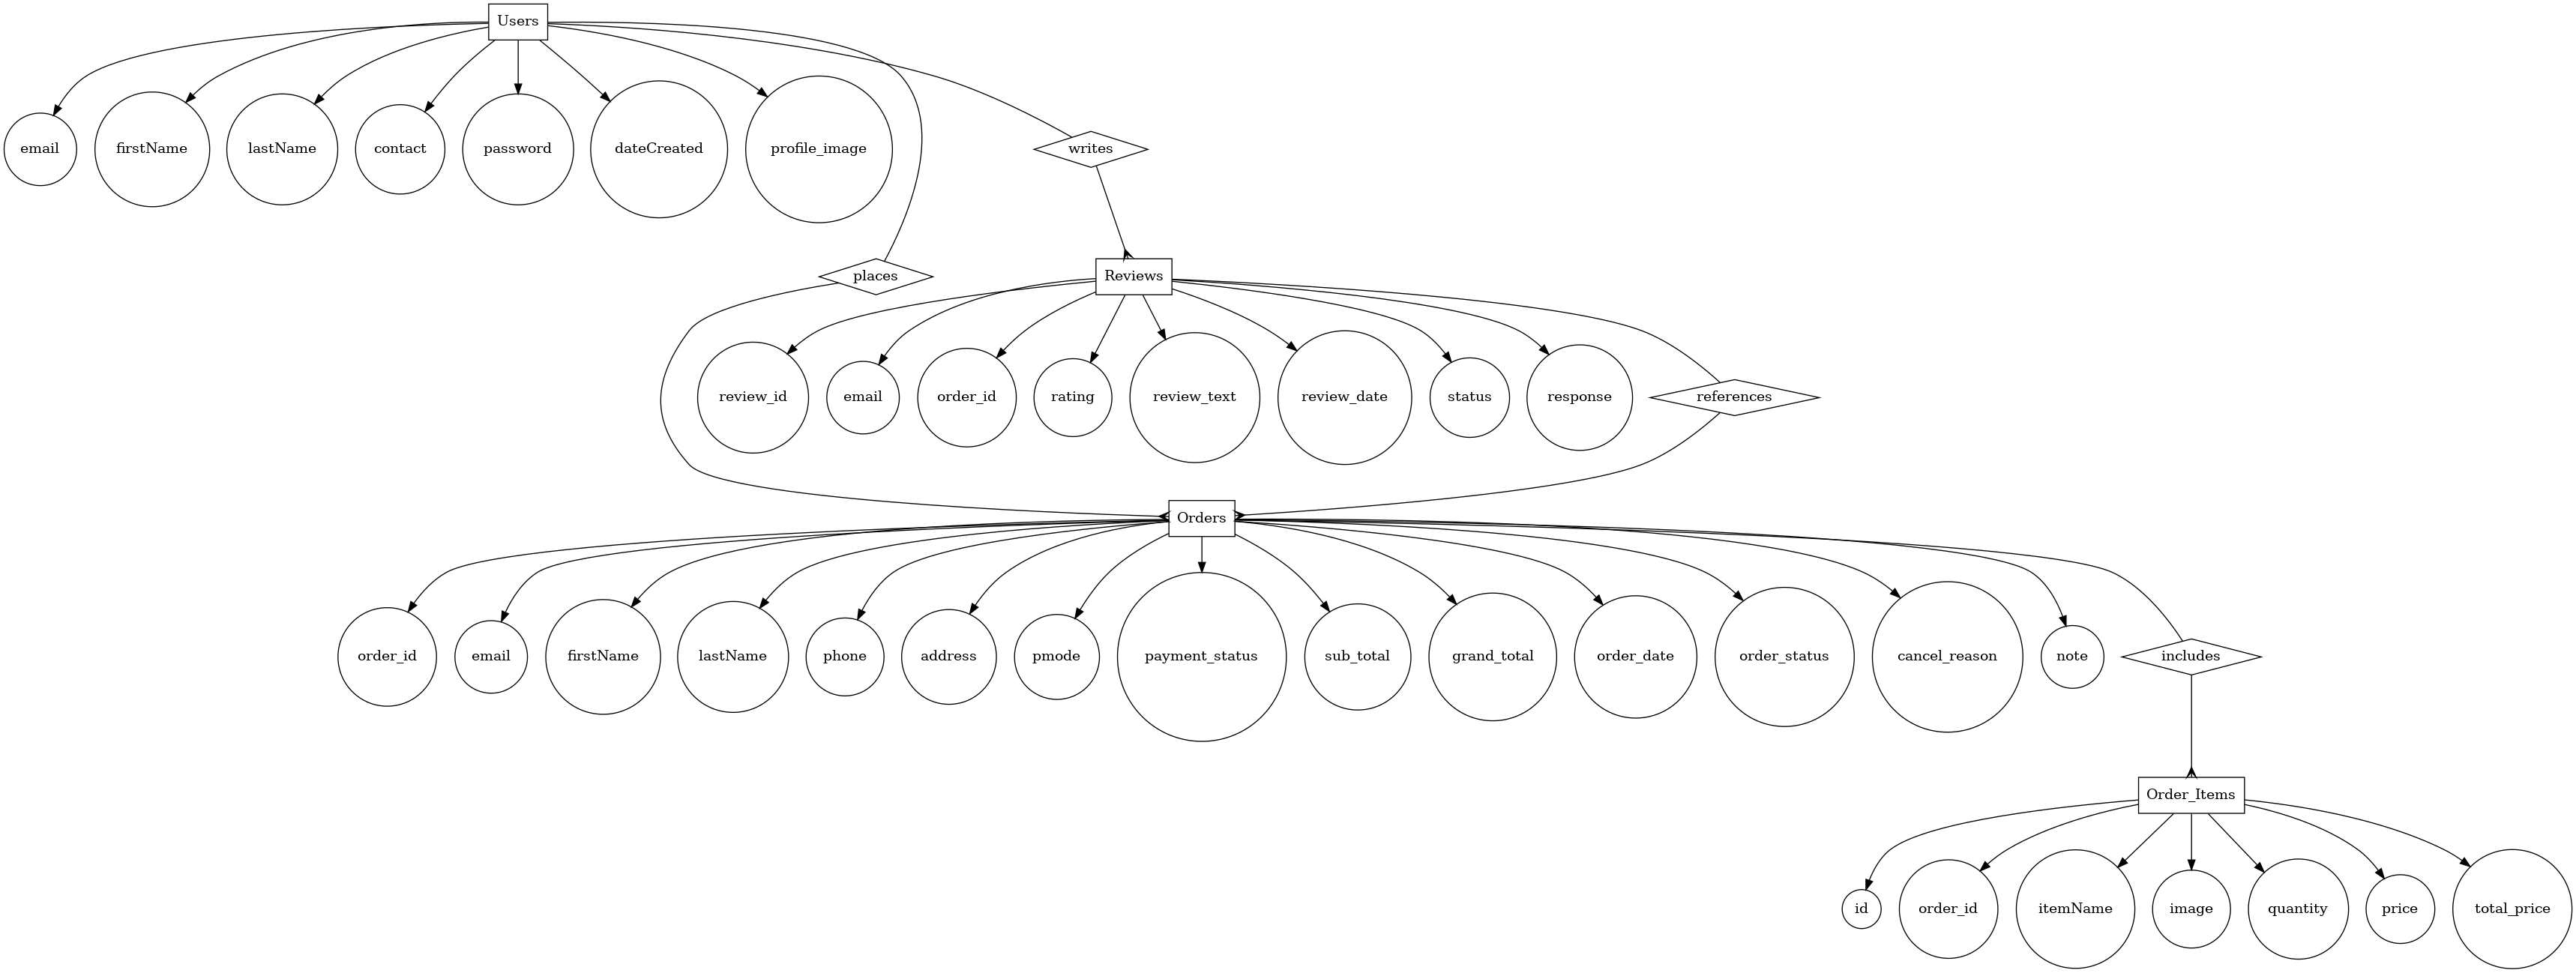 Users
email
firstName
lastName
contact
password
dateCreated
profile_image
writes
places
Reviews
review_id
email
order_id
rating
review_text
review_date
status
response
references
Orders
order_id
email
firstName
lastName
phone
address
pmode
payment_status
sub_total
grand_total
order_date
order_status
cancel_reason
note
includes
Order_Items
id
order_id
itemName
image
quantity
price
total_price